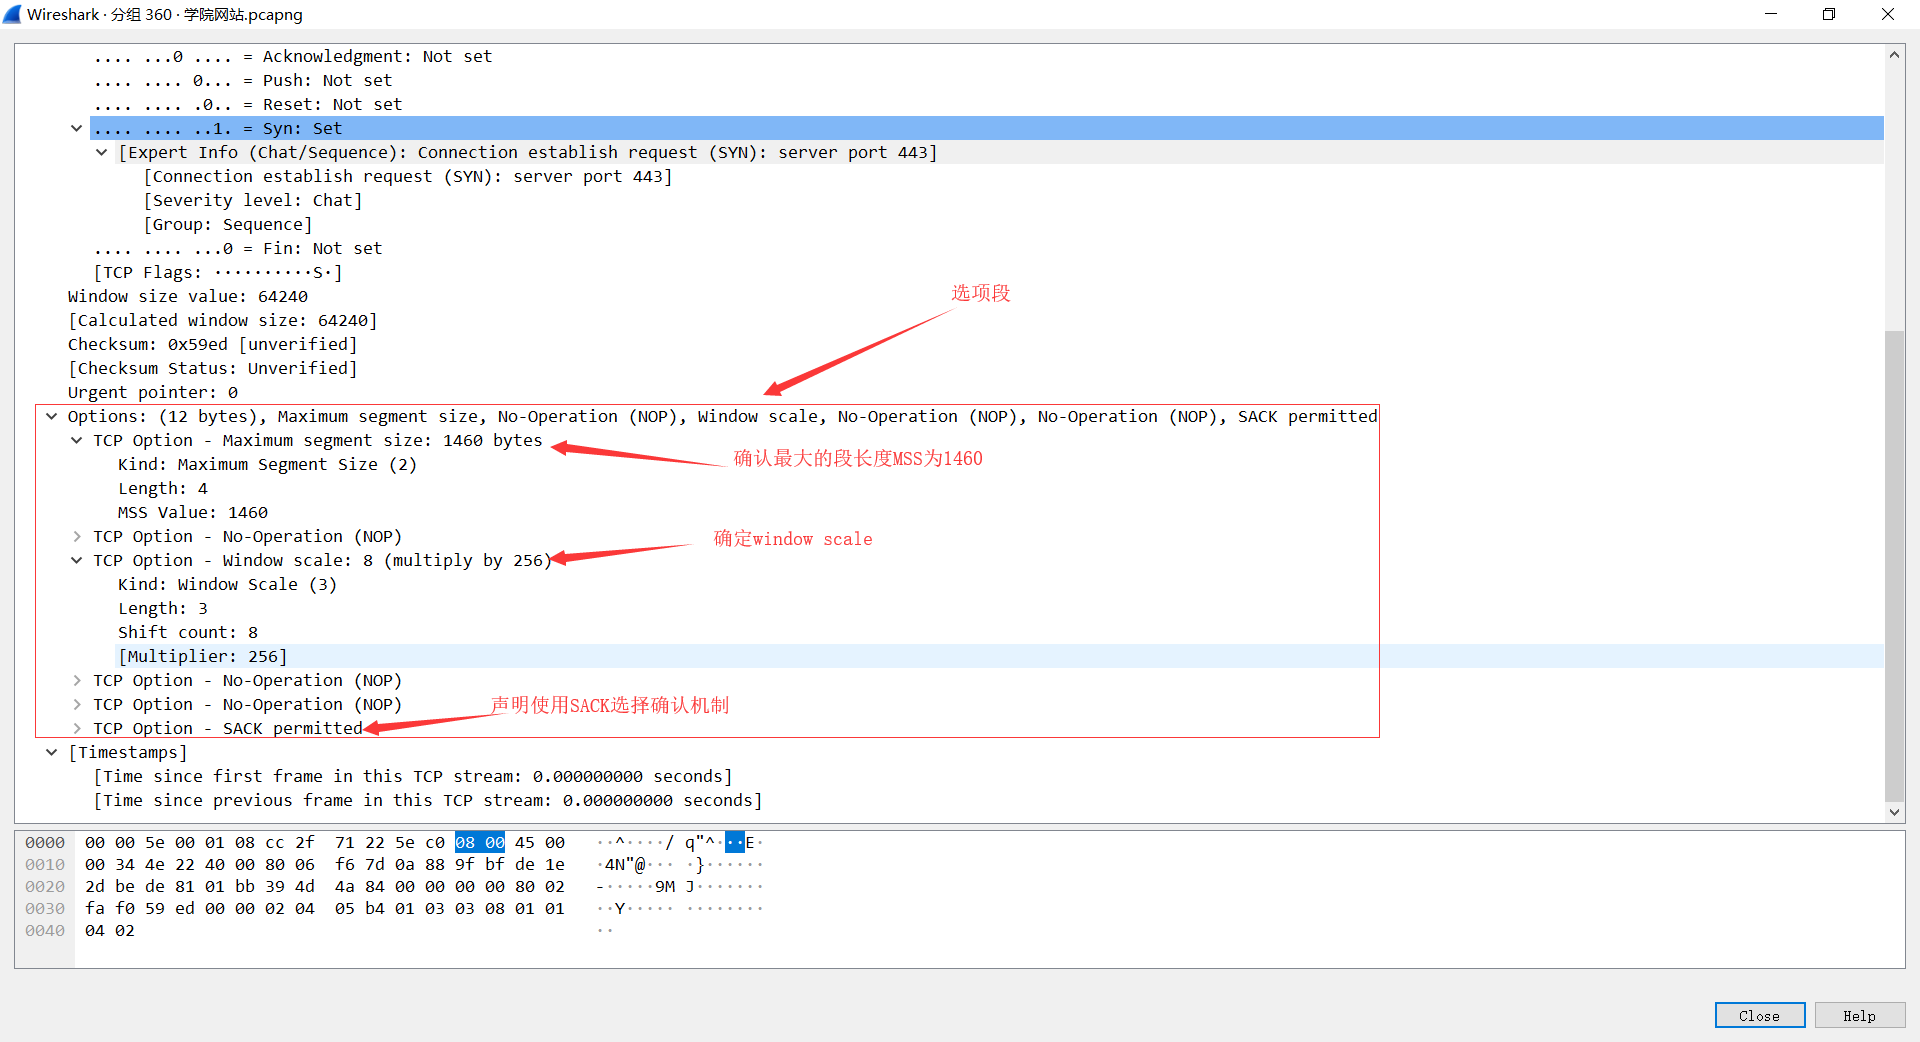 Wireshark · 分组 360 · 学院网站.pcapng
.... ...0 .... = Acknowledgment: Not set
.... .... 0... = Push: Not set
.... .... .0.. = Reset: Not set
.... .... ..1. = Syn: Set
[Expert Info (Chat/Sequence): Connection establish request (SYN): server port 443]
[Connection establish request (SYN): server port 443]
[Severity level: Chat]
[Group: Sequence]
.... .... ...0 = Fin: Not set
[TCP Flags: ··········S·]
Window size value: 64240
选项段
[Calculated window size: 64240]
Checksum: 0x59ed [unverified]
[Checksum Status: Unverified]
Urgent pointer: 0
Options: (12 bytes), Maximum segment size, No-Operation (NOP), Window scale, No-Operation (NOP), No-Operation (NOP), SACK permitted
TCP Option - Maximum segment size: 1460 bytes
确认最大的段长度MSS为1460
Kind: Maximum Segment Size (2)
Length: 4
MSS Value: 1460
TCP Option - No-Operation (NOP)
确定window scale
TCP Option - Window scale: 8 (multiply by 256)
Kind: Window Scale (3)
Length: 3
Shift count: 8
[Multiplier: 256]
TCP Option - No-Operation (NOP)
TCP Option - No-Operation (NOP)
声明使用SACK选择确认机制
TCP Option - SACK permitted
[Timestamps]
[Time since first frame in this TCP stream: 0.000000000 seconds]
[Time since previous frame in this TCP stream: 0.000000000 seconds]
0000 00 00 5e 00 01 08 cc 2f 71 22 5e c0 08 00 45 00 ··^····/ q"^···E·
0010 00 34 4e 22 40 00 80 06 f6 7d 0a 88 9f bf de 1e ·4N"@··· ·}······
0020 2d be de 81 01 bb 39 4d 4a 84 00 00 00 00 80 02 -·····9M J·······
0030 fa f0 59 ed 00 00 02 04 05 b4 01 03 03 08 01 01 ··Y····· ········
0040 04 02 ··
Close
Help